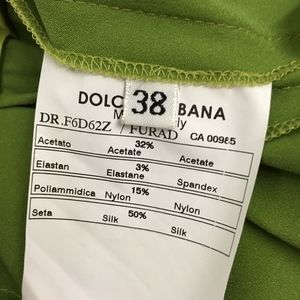 38
DOLC BANA
M ly
DR.F6D62Z / FURAD CA 00985
32%
Acetato Acetate Acetate
3%
Elastan Elastane Spandex
15%
Poliammidica Nylon Nylon
50%
Seta Silk Silk